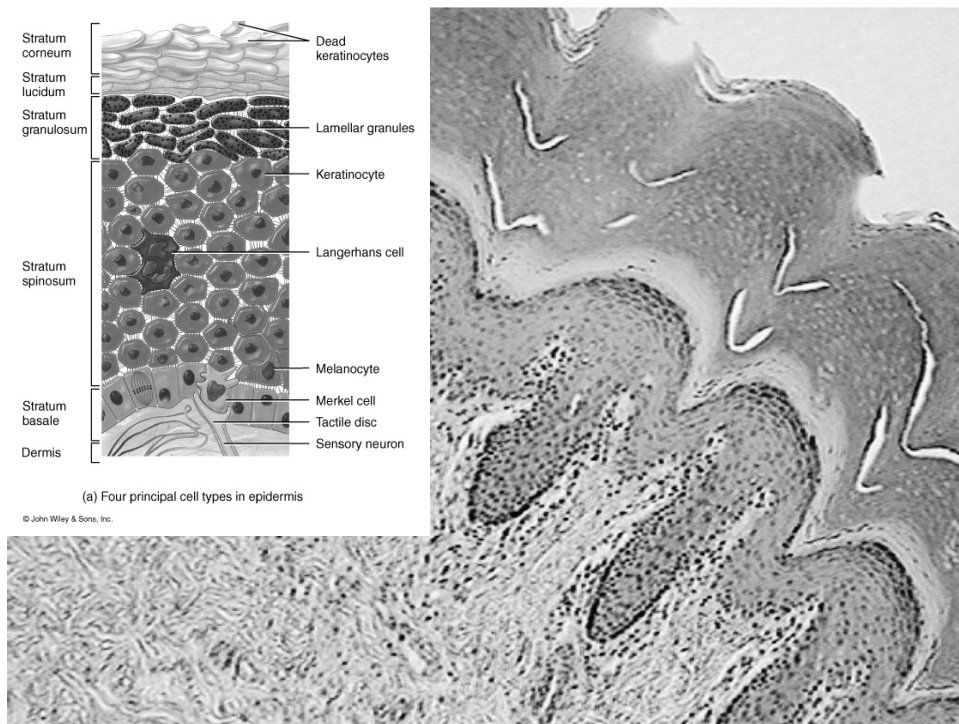 Stratum
corneum
Stratum
lucidum
Stratum
granulosum
Stratum
spinosum
Stratum
basale
Dermis
Dead
keratinocytes
Lamellar granules
Keratinocyte
Langerhans cell
Melanocyte
Merkel cell
Tactile disc
Sensory neuron
(a) Four principal cell types in epidermis
© John Wiley & Sons, Inc.